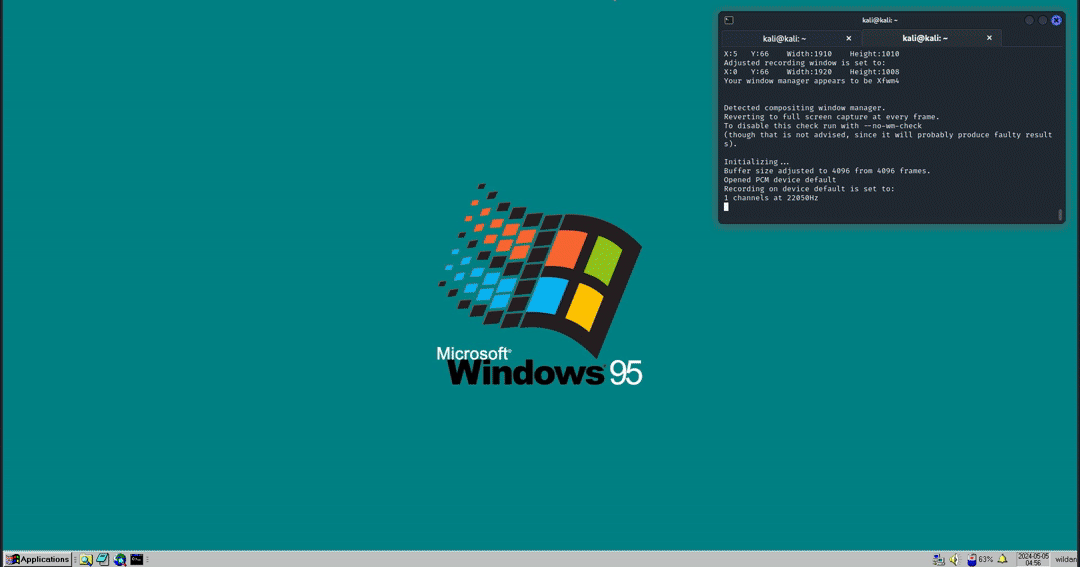 kali@kali: ~
kali@kali: ~
kali@kali: ~
X:5   Y:66    Width:1910    Height:1010
Adjusted recording window is set to:
X:0   Y:66    Width:1920    Height:1008
Your window manager appears to be Xfwm4
Detected compositing window manager.
Reverting to full screen capture at every frame.
To disable this check run with --no-wm-check
(though that is not advised, since it will probably produce faulty result
s).
Initializing...
Buffer size adjusted to 4096 from 4096 frames.
Opened PCM device default
Recording on device default is set to:
1 channels at 22050Hz
Microsoft®
Windows 95
Applications
63%
2024-05-05
04:56
wildan